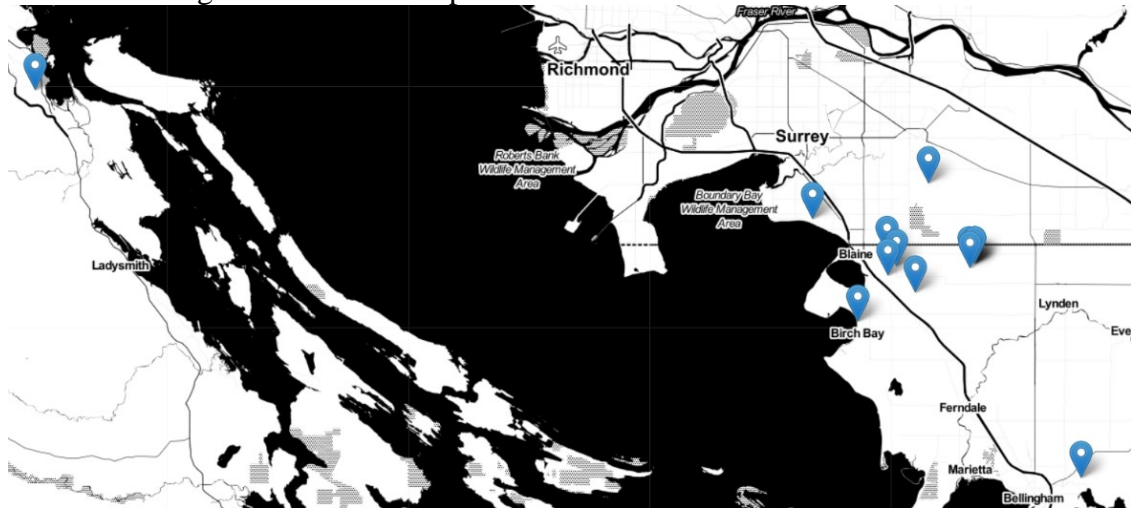 Fraser River
Richmond
Surrey
Roberts Bank
Wildlife Management
Area
Boundary Bay
Wildlife Management
Area
Ladysmith
Blaine
Lynden
Birch Bay
Eve
Ferndale
Marietta
Bellingham